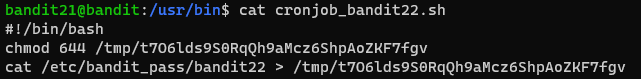 bandit21@bandit:/usr/bin$ cat cronjob_bandit22.sh
#!/bin/bash
chmod 644 /tmp/t7O6lds9S0RqQh9aMcz6ShpAoZKF7fgv
cat /etc/bandit_pass/bandit22 > /tmp/t7O6lds9S0RqQh9aMcz6ShpAoZKF7fgv